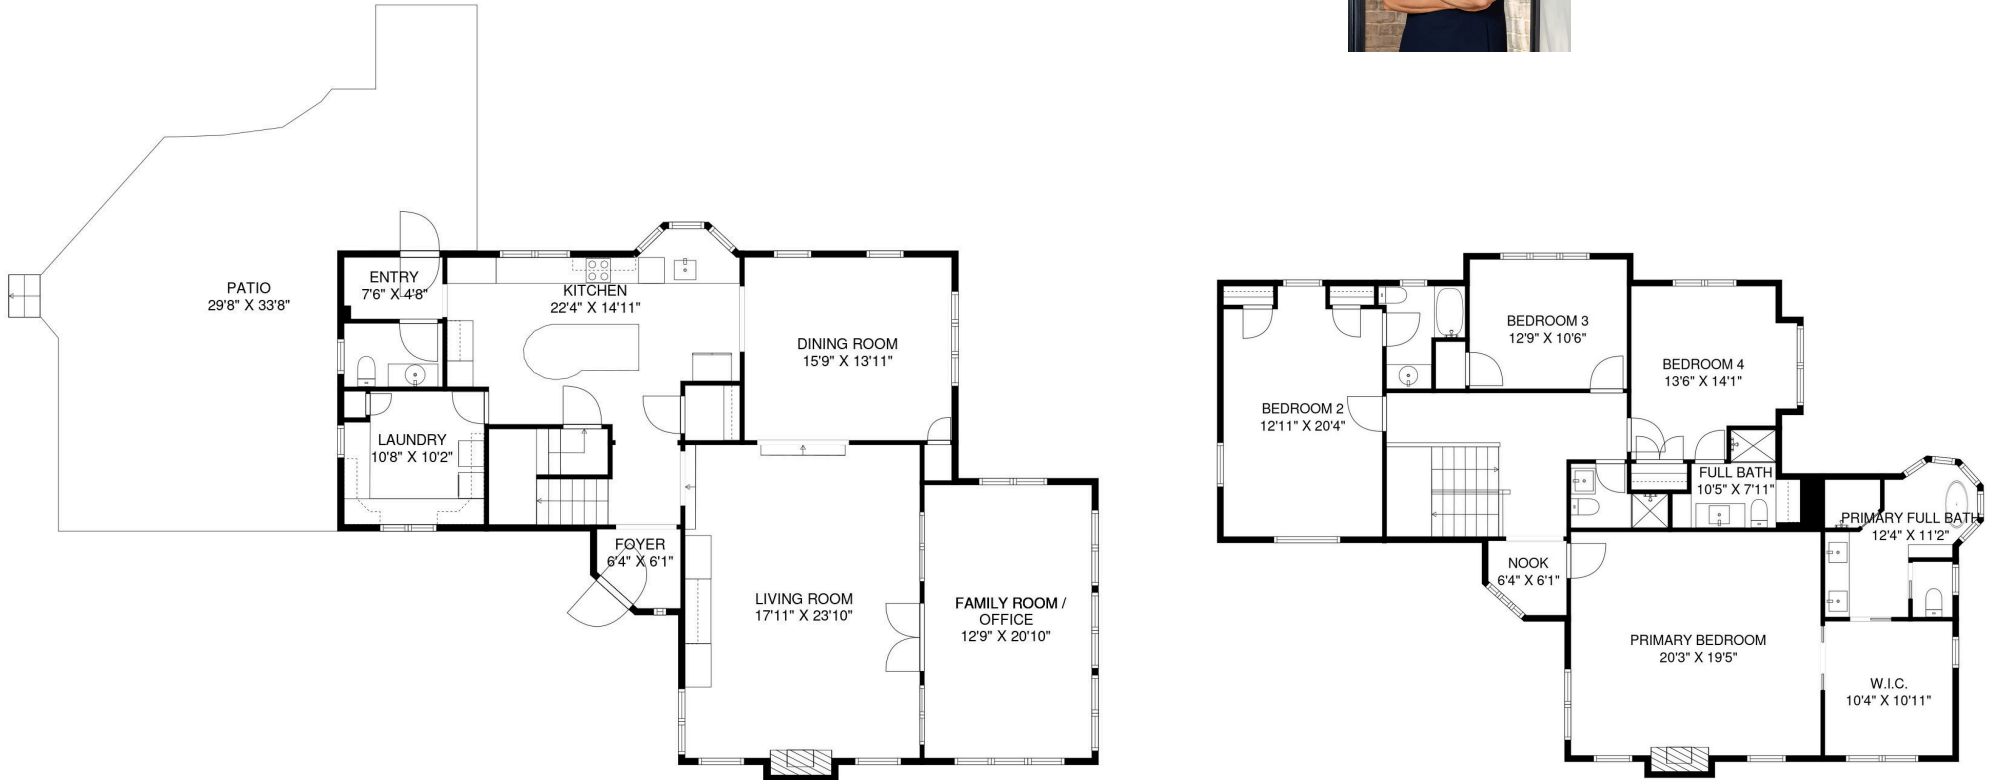 PATIO
29'8" X 33'8"
ENTRY
7'6" X 4'8"
KITCHEN
22'4" X 14'11"
DINING ROOM
15'9" X 13'11"
LAUNDRY
10'8" X 10'2"
FOYER
6'4" X 6'1"
LIVING ROOM
17'11" X 23'10"
FAMILY ROOM /
OFFICE
12'9" X 20'10"
BEDROOM 2
12'11" X 20'4"
BEDROOM 3
12'9" X 10'6"
BEDROOM 4
13'6" X 14'1"
FULL BATH
10'5" X 7'11"
PRIMARY FULL BATH
12'4" X 11'2"
NOOK
6'4" X 6'1"
PRIMARY BEDROOM
20'3" X 19'5"
W.I.C.
10'4" X 10'11"